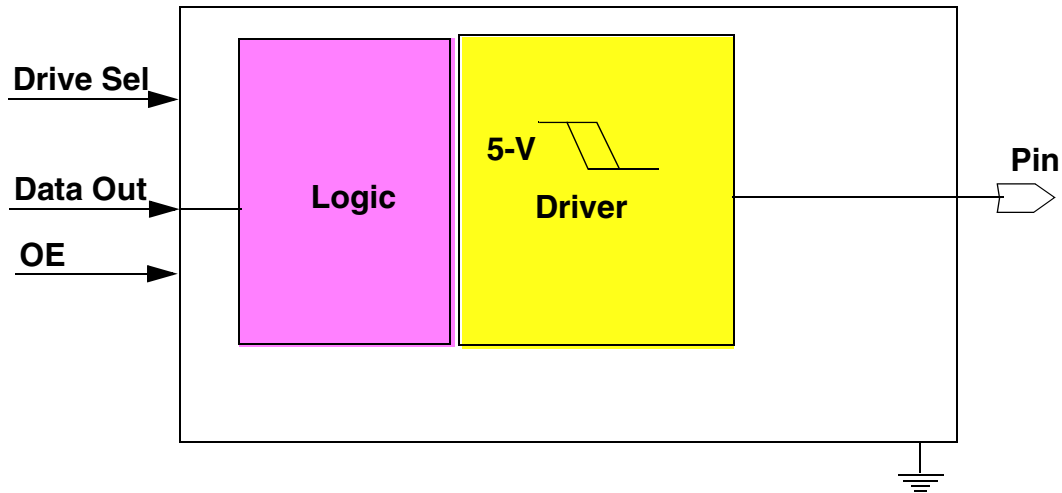 Drive Sel
Data Out
OE
Logic
5-V
Driver
Pin